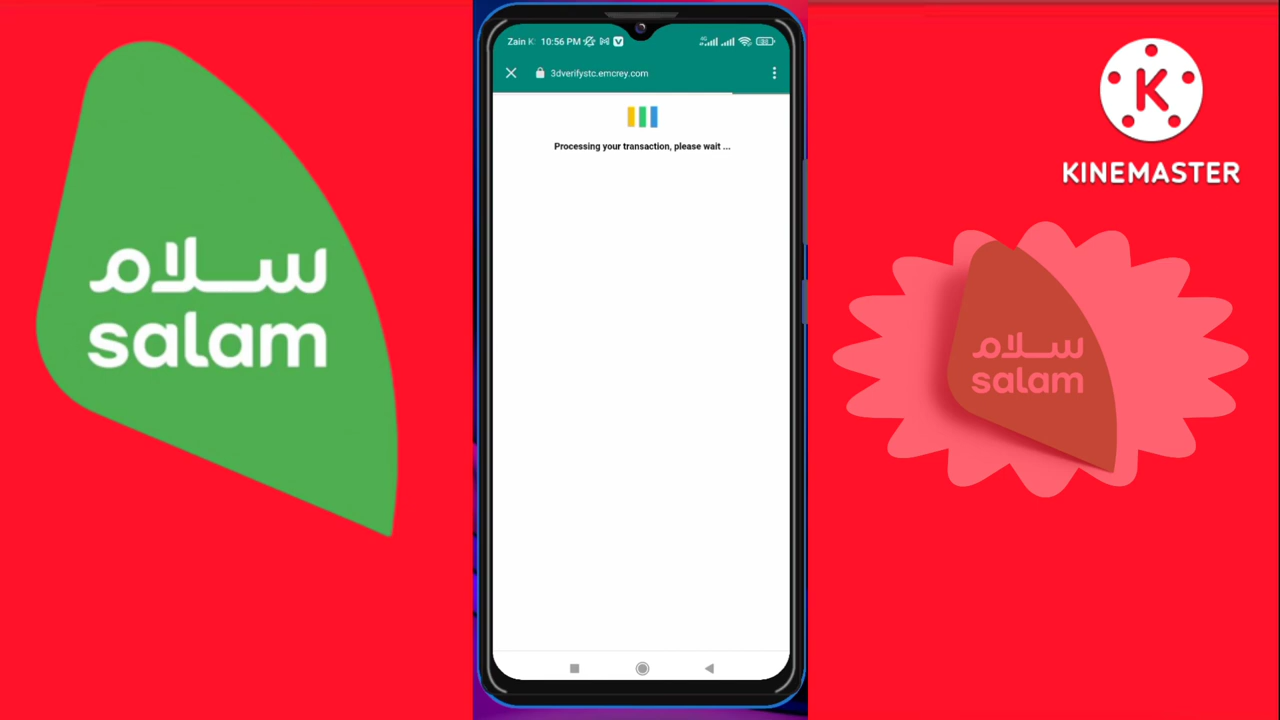 سلام
salam
Zain K 10:56 PM
3dverifystc.emcrey.com
Processing your transaction, please wait ...
K
KINEMASTER
سلام
salam